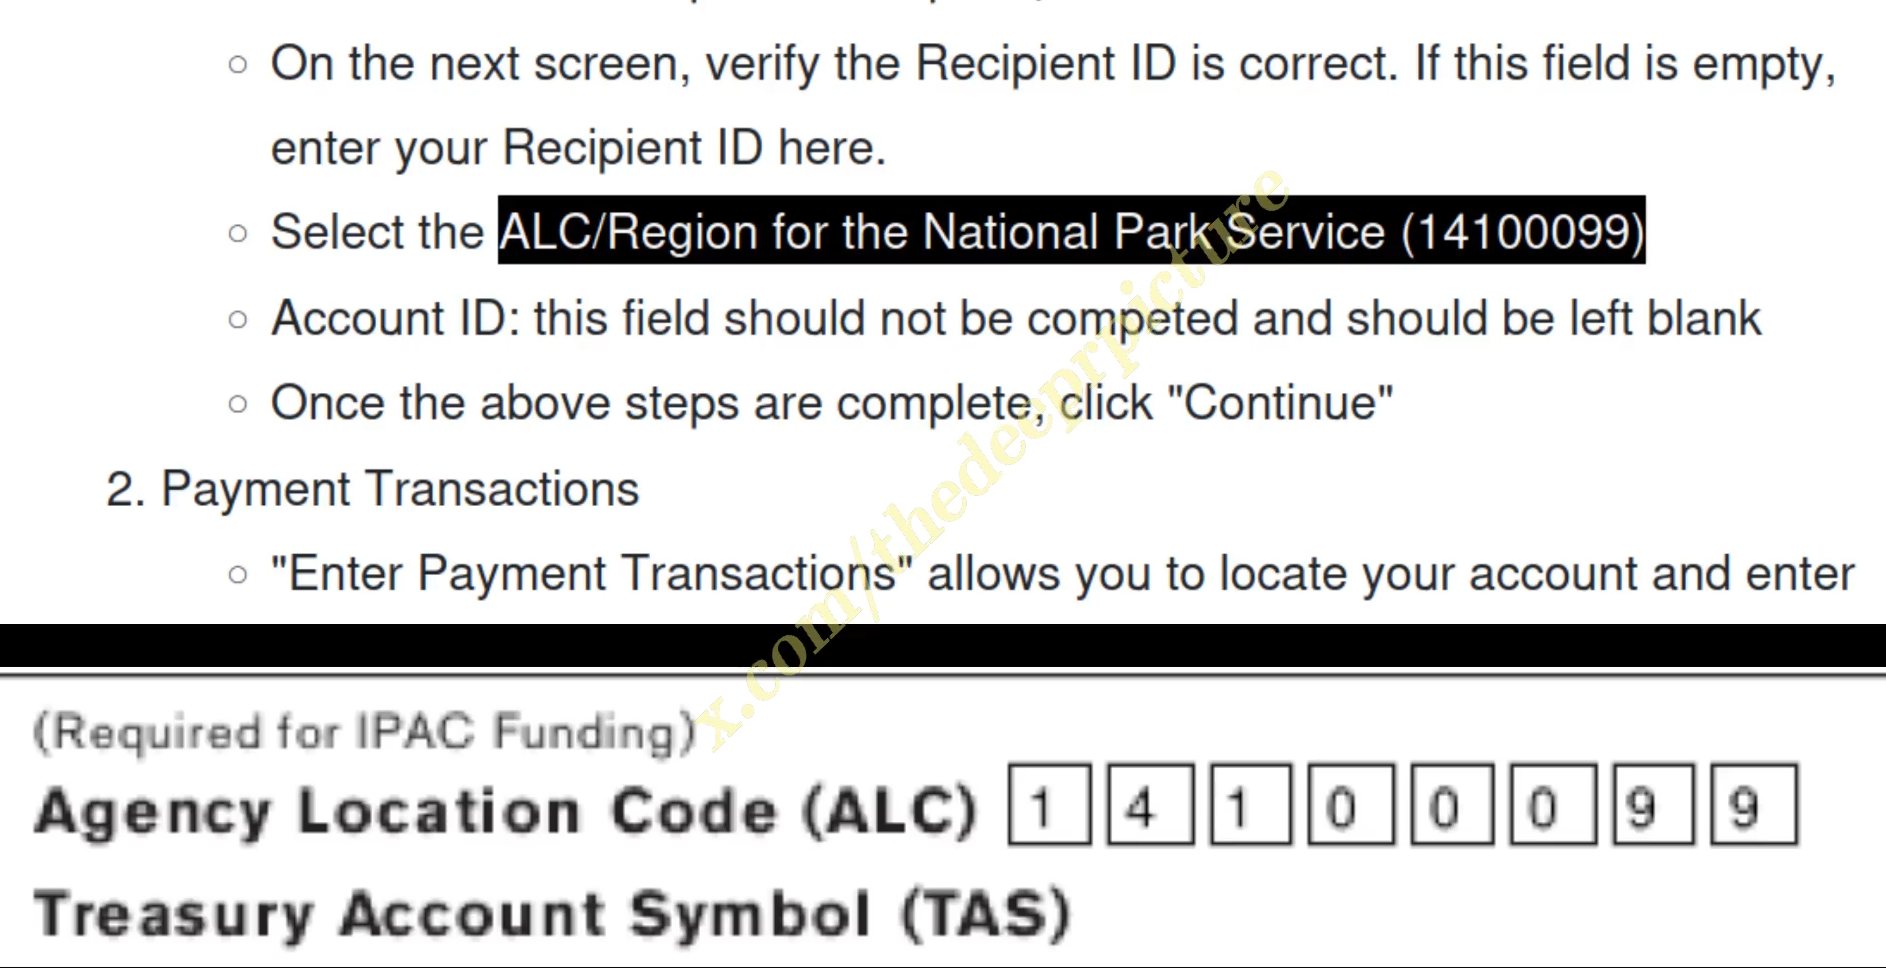 On the next screen, verify the Recipient ID is correct. If this field is empty,
enter your Recipient ID here.
Select the ALC/Region for the National Park Service (14100099)
Account ID: this field should not be competed and should be left blank
Once the above steps are complete, click "Continue"
2. Payment Transactions
"Enter Payment Transactions" allows you to locate your account and enter
x.com/thedeeprpicture
(Required for IPAC Funding)
Agency Location Code (ALC) 1 4 1 0 0 0 9 9
Treasury Account Symbol (TAS)